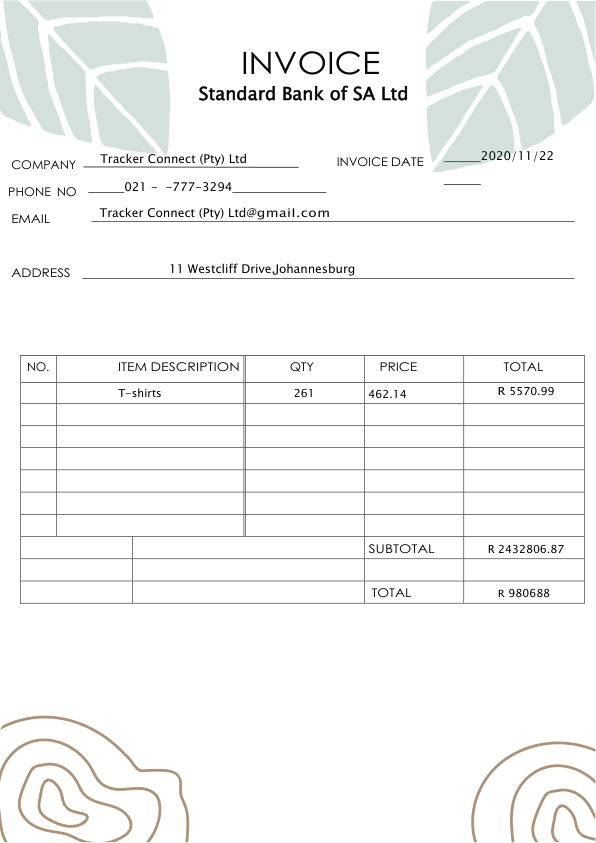 INVOICE
Standard Bank of SA Ltd
COMPANY Tracker Connect (Pty) Ltd INVOICE DATE 2020/11/22
PHONE NO 021 - -777-3294
EMAIL Tracker Connect (Pty) Ltd@gmail.com
ADDRESS 11 Westcliff Drive,Johannesburg
NO. ITEM DESCRIPTION QTY PRICE TOTAL
T-shirts 261 462.14 R 5570.99
SUBTOTAL R 2432806.87
TOTAL R 980688